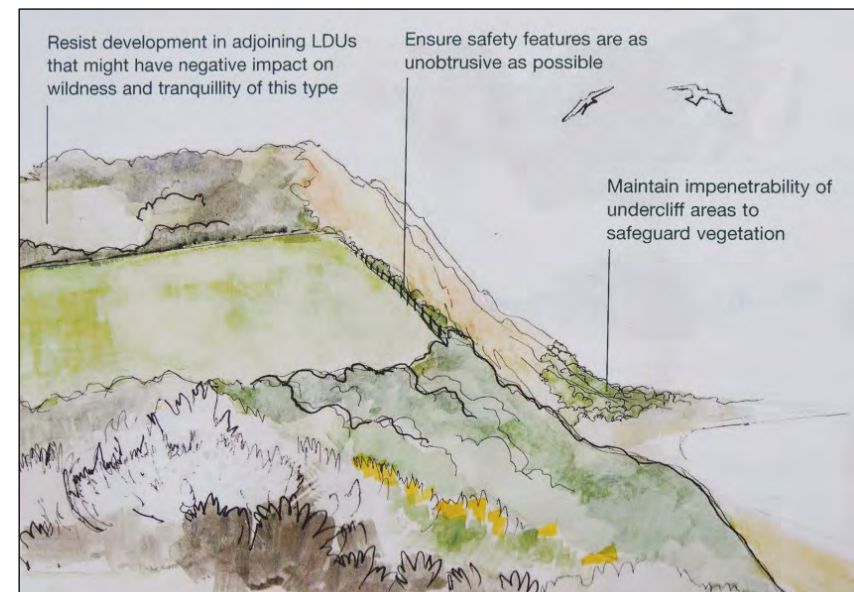 Resist development in adjoining LDUs
that might have negative impact on
wildness and tranquillity of this type
Ensure safety features are as
unobtrusive as possible
Maintain impenetrability of
undercliff areas to
safeguard vegetation